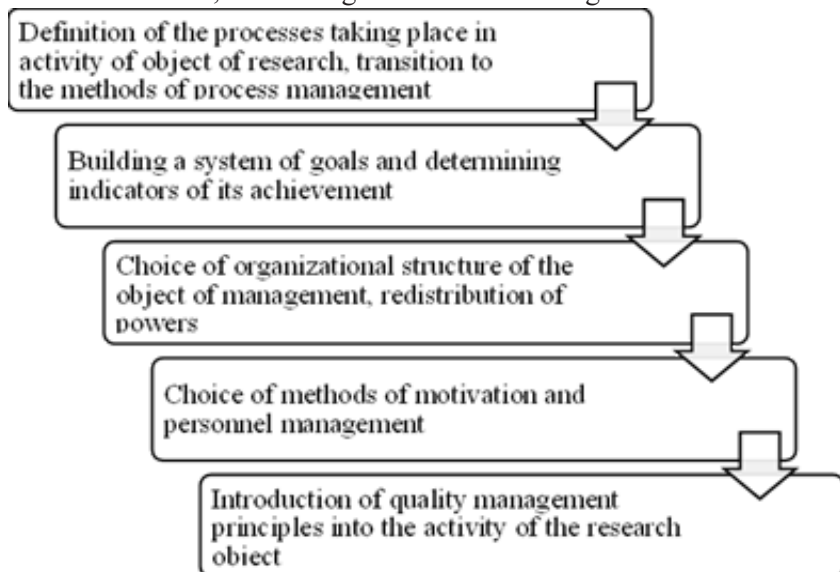 Definition of the processes taking place in
activity of object of research, transition to
the methods of process management
Building a system of goals and determining
indicators of its achievement
Choice of organizational structure of the
object of management, redistribution of
powers
Choice of methods of motivation and
personnel management
Introduction of quality management
principles into the activity of the research
object